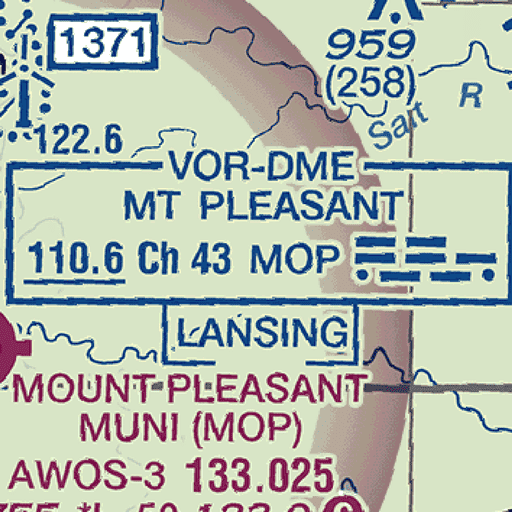 1371
959
(258)
Salt
R
122.6
VOR-DME
MT PLEASANT
110.6 Ch 43 MOP
LANSING
MOUNT PLEASANT
MUNI (MOP)
AWOS-3 133.025
C